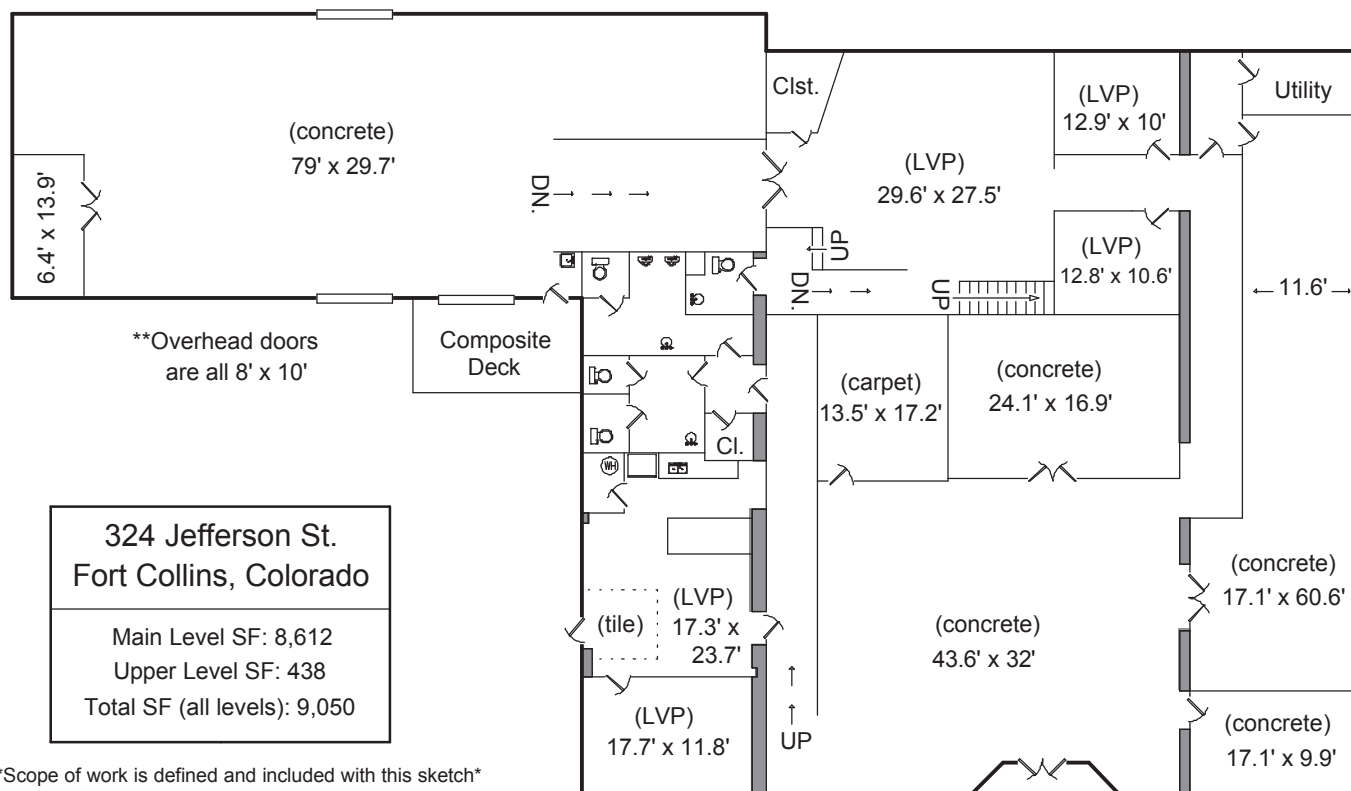 (concrete)
79' x 29.7'
6.4' x 13.9'
DN.
Clst.
(LVP)
29.6' x 27.5'
(LVP)
12.9' x 10'
Utility
UP
DN.
UP
(LVP)
12.8' x 10.6'
11.6'
**Overhead doors
are all 8' x 10'
Composite
Deck
(carpet)
13.5' x 17.2'
(concrete)
24.1' x 16.9'
Cl.
WH
324 Jefferson St.
Fort Collins, Colorado
Main Level SF: 8,612
Upper Level SF: 438
Total SF (all levels): 9,050
(tile)
(LVP)
17.3' x
23.7'
(concrete)
43.6' x 32'
(concrete)
17.1' x 60.6'
(LVP)
17.7' x 11.8'
UP
(concrete)
17.1' x 9.9'
*Scope of work is defined and included with this sketch*